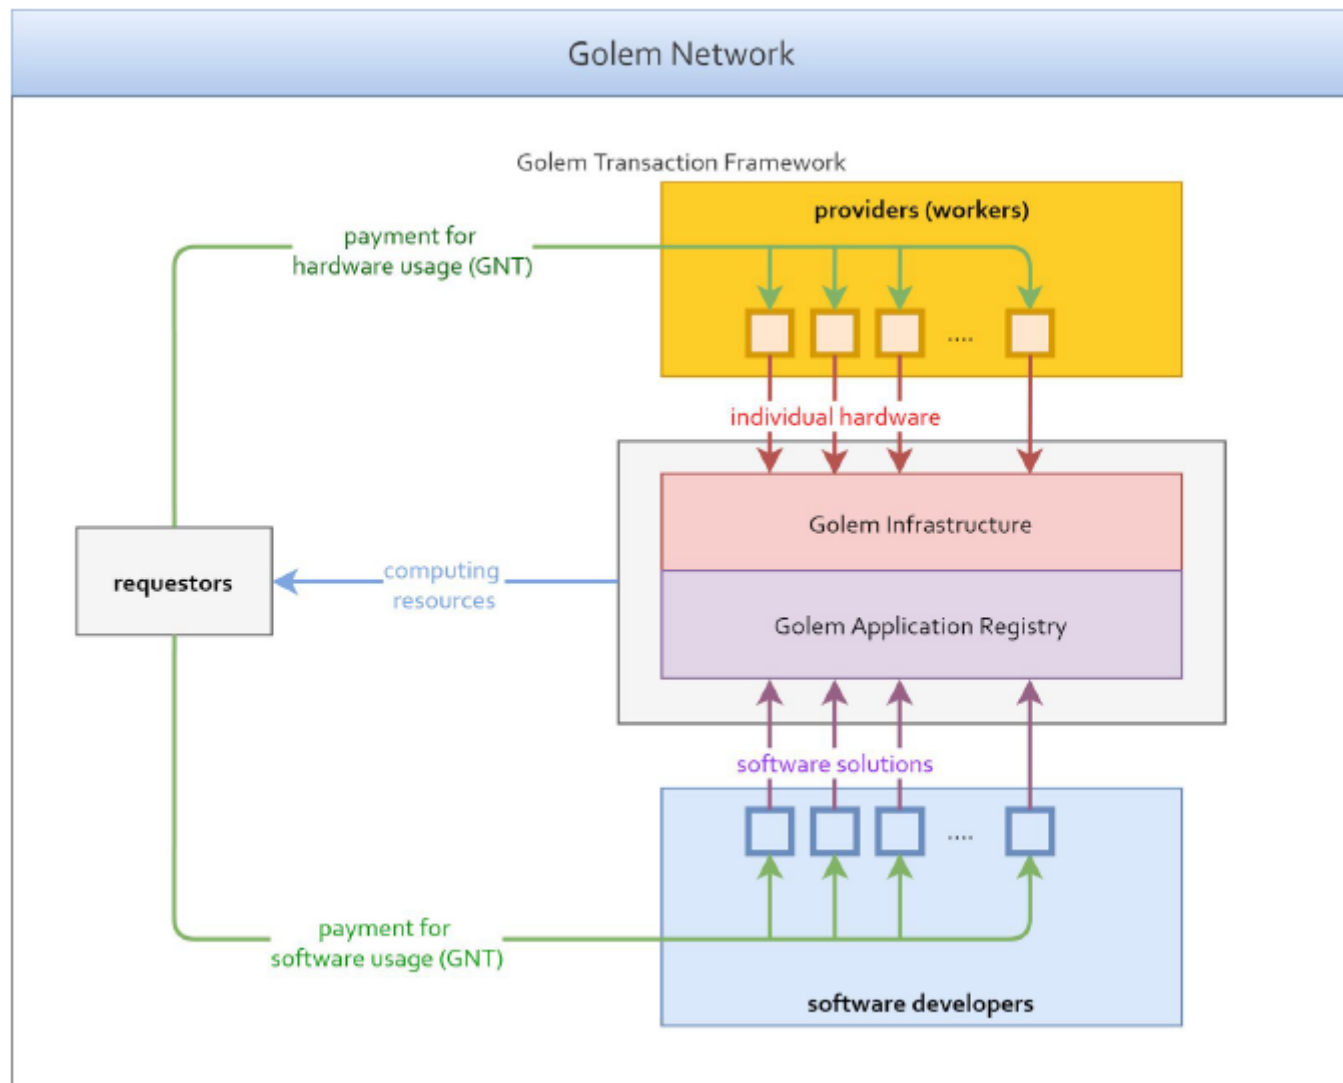 Golem Network
Golem Transaction Framework
providers (workers)
payment for
hardware usage (GNT)
....
individual hardware
Golem Infrastructure
requestors
computing
resources
Golem Application Registry
software solutions
....
payment for
software usage (GNT)
software developers